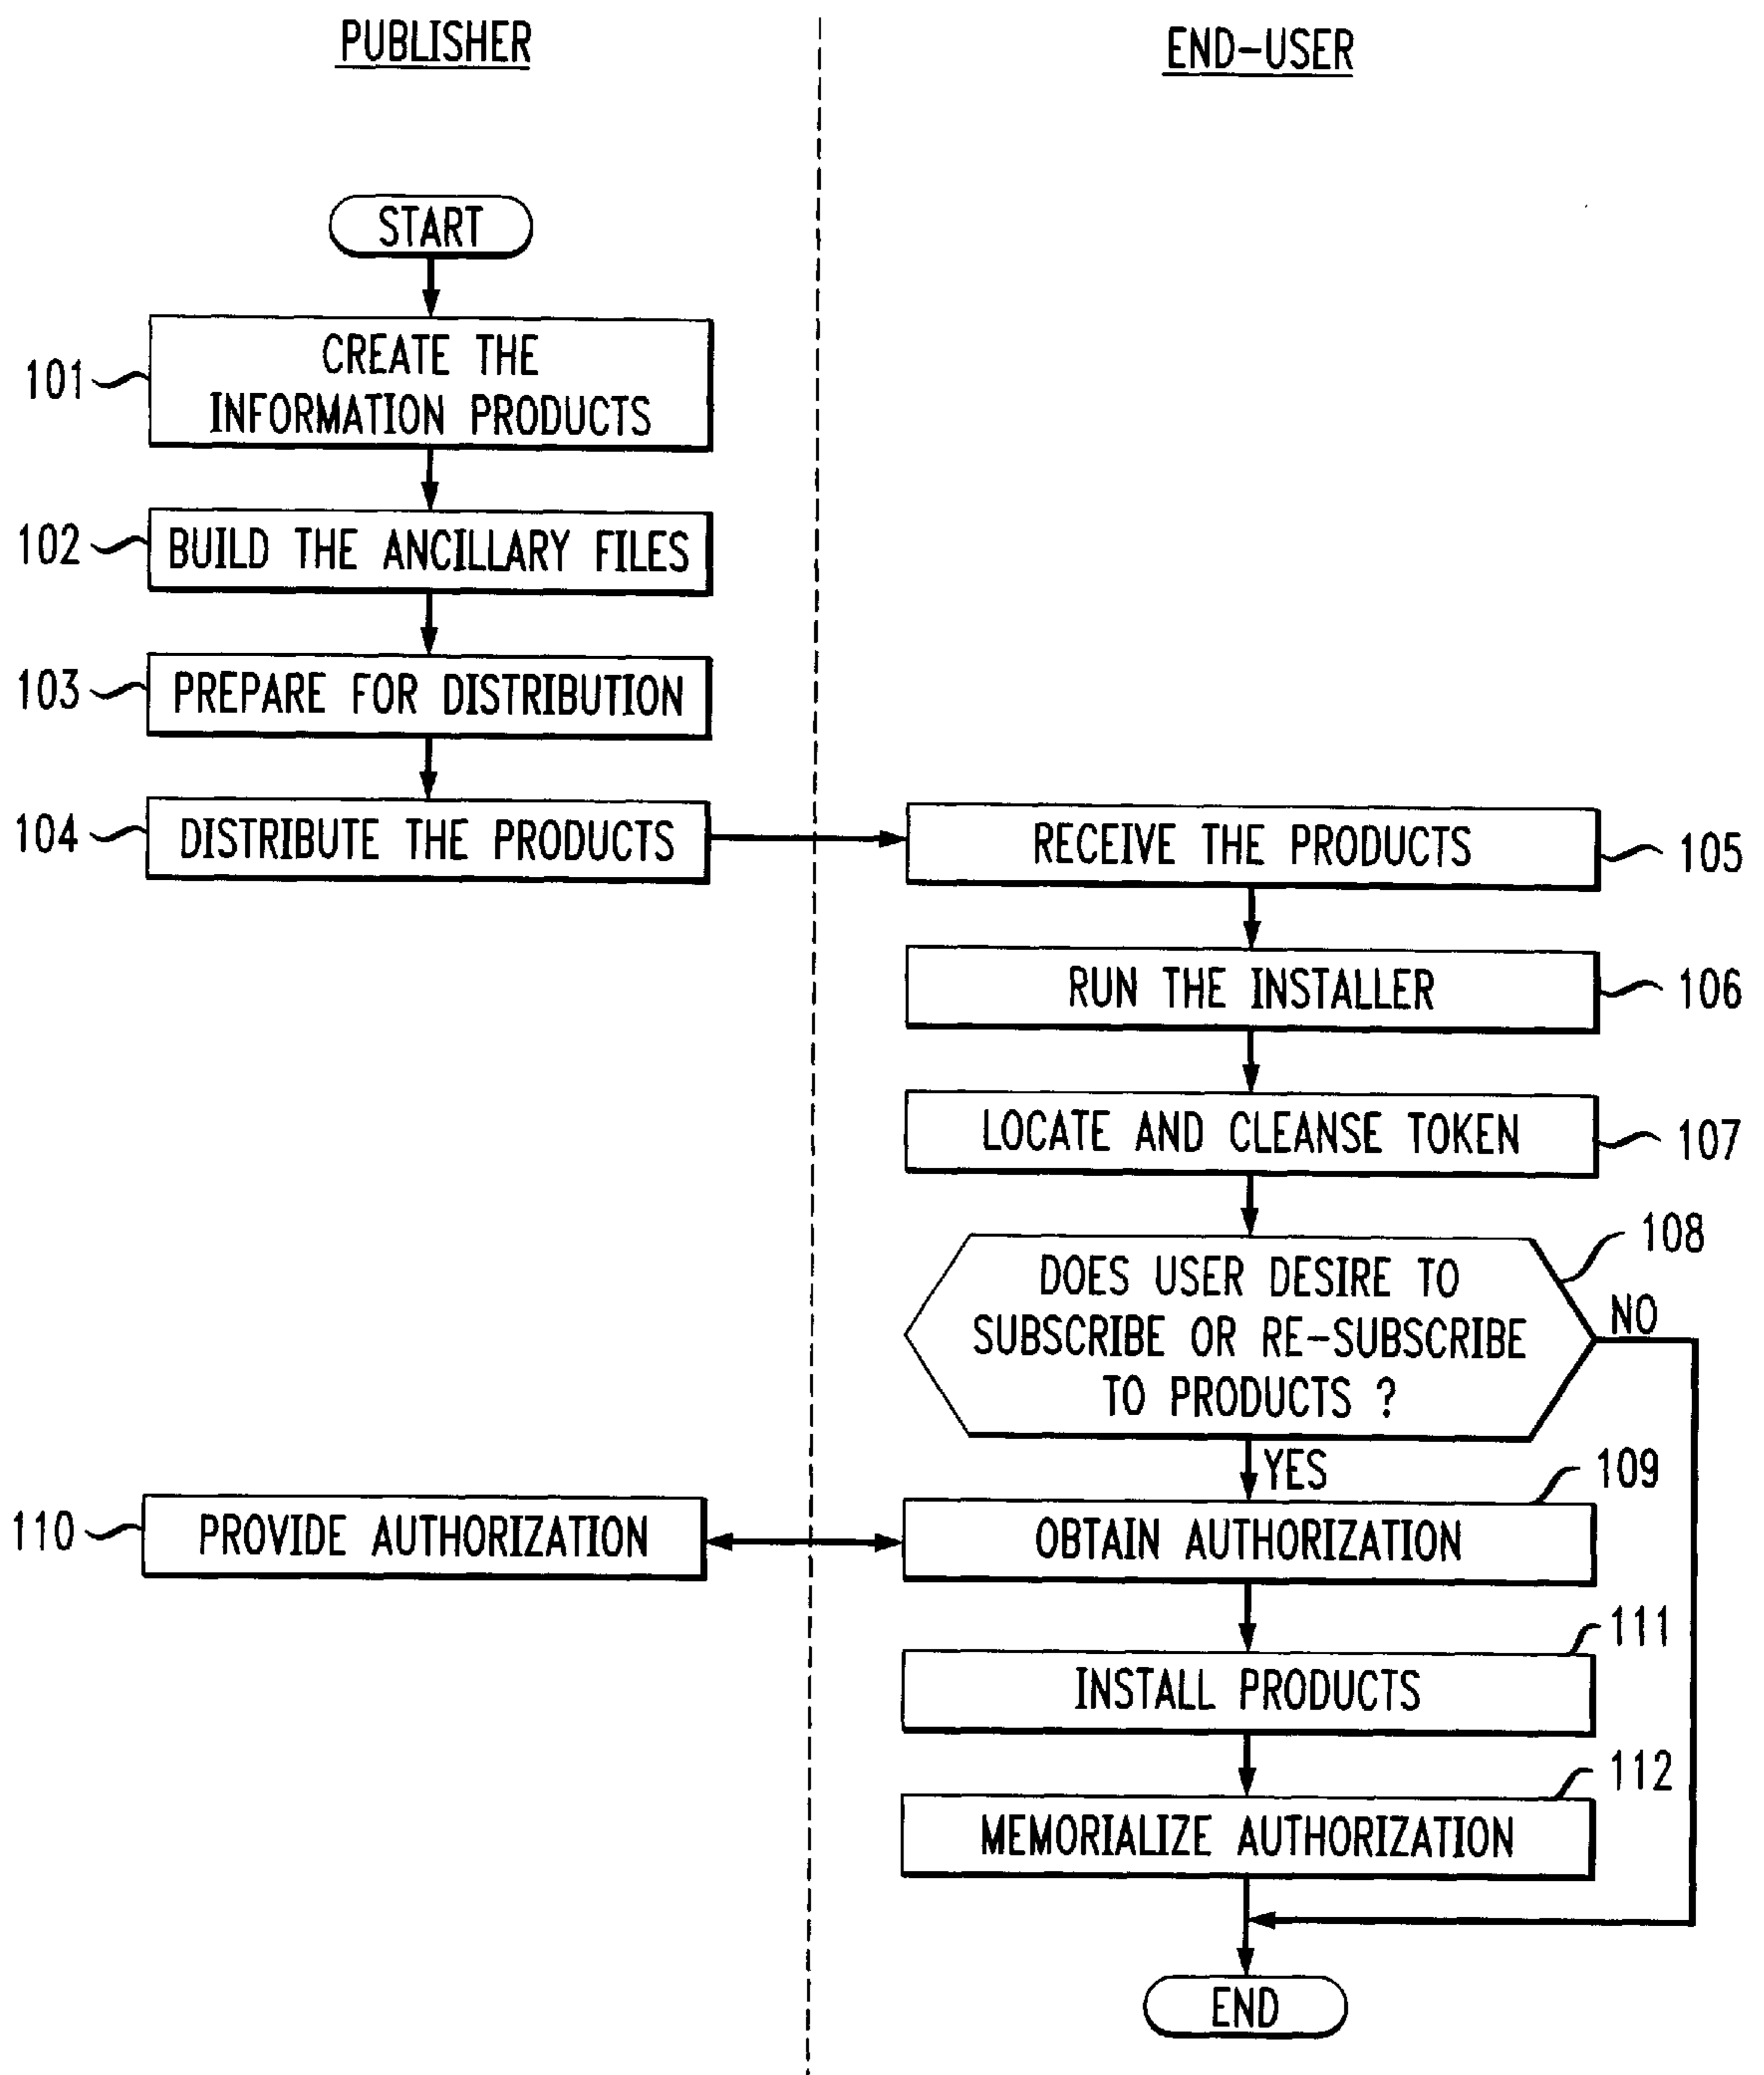 PUBLISHER
END-USER
START
101
CREATE THE
INFORMATION PRODUCTS
102
BUILD THE ANCILLARY FILES
103
PREPARE FOR DISTRIBUTION
104
DISTRIBUTE THE PRODUCTS
RECEIVE THE PRODUCTS
105
RUN THE INSTALLER
106
LOCATE AND CLEANSE TOKEN
107
108
DOES USER DESIRE TO
SUBSCRIBE OR RE-SUBSCRIBE
TO PRODUCTS ?
NO
YES
109
110
PROVIDE AUTHORIZATION
OBTAIN AUTHORIZATION
111
INSTALL PRODUCTS
112
MEMORIALIZE AUTHORIZATION
END